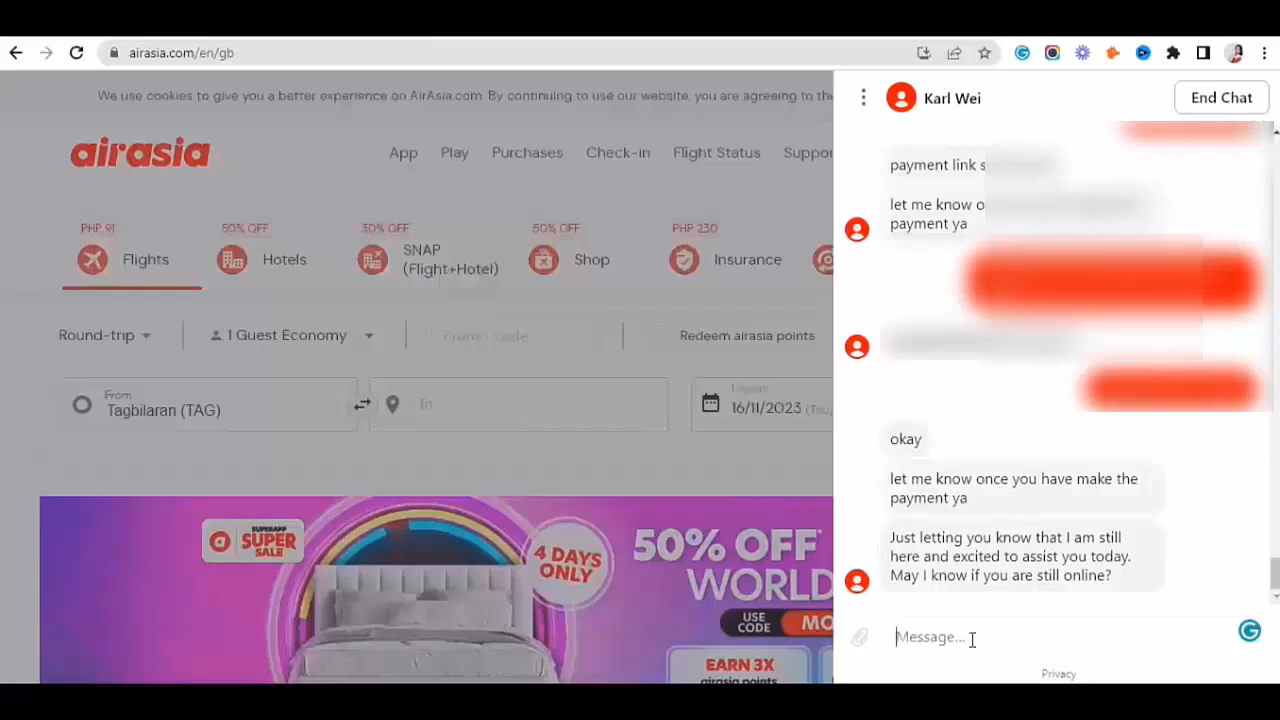 airasia.com/en/gb
We use cookies to give you a better experience on AirAsia.com. By continuing to use our website, you are agreeing to the
airasia
App Play Purchases Check-in Flight Status Suppor
PHP 91 50% OFF 30% OFF 50% OFF PHP 230
Flights Hotels SNAP (Flight+Hotel) Shop Insurance
Round-trip 1 Guest Economy Redeem airasia points
From
Tagbilaran (TAG)
To
Depart
16/11/2023 (Thu,
SUPERAPP
SUPER
SALE
4 DAYS
ONLY
50% OFF
WORLD
USE
CODE
MO
EARN 3X
airasia points
Karl Wei
End Chat
payment link s
let me know o
payment ya
okay
let me know once you have make the
payment ya
Just letting you know that I am still
here and excited to assist you today.
May I know if you are still online?
Message...
Privacy